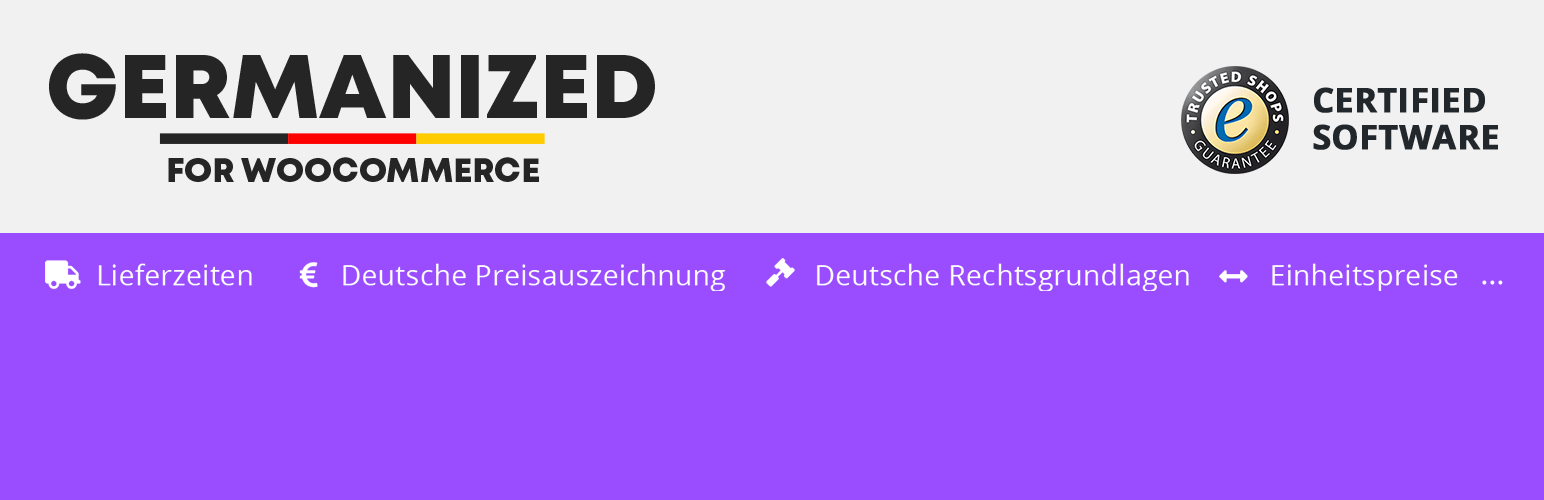 GERMANIZED
FOR WOOCOMMERCE
TRUSTED SHOPS
e
GUARANTEE
CERTIFIED
SOFTWARE
Lieferzeiten
€ Deutsche Preisauszeichnung
Deutsche Rechtsgrundlagen
Einheitspreise ...